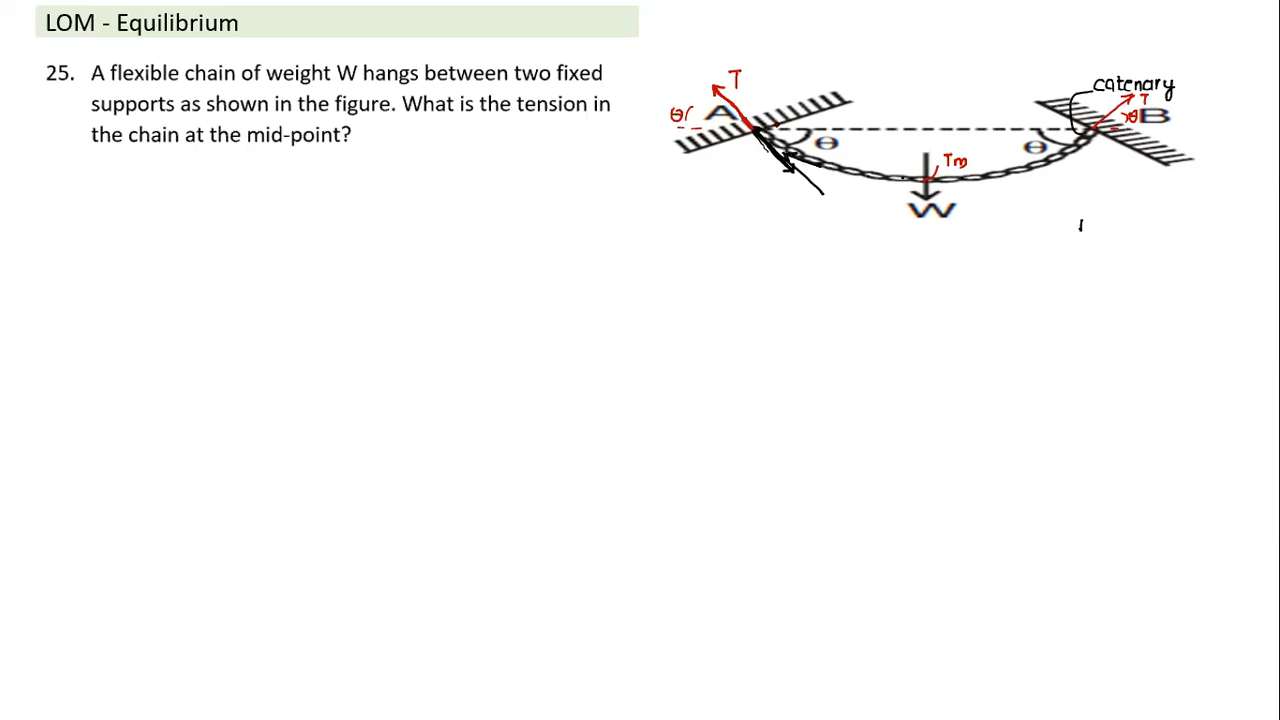 LOM - Equilibrium
25. A flexible chain of weight W hangs between two fixed
supports as shown in the figure. What is the tension in
the chain at the mid-point?
T
catenary
θ
A
T
θ
B
θ
θ
Tm
W